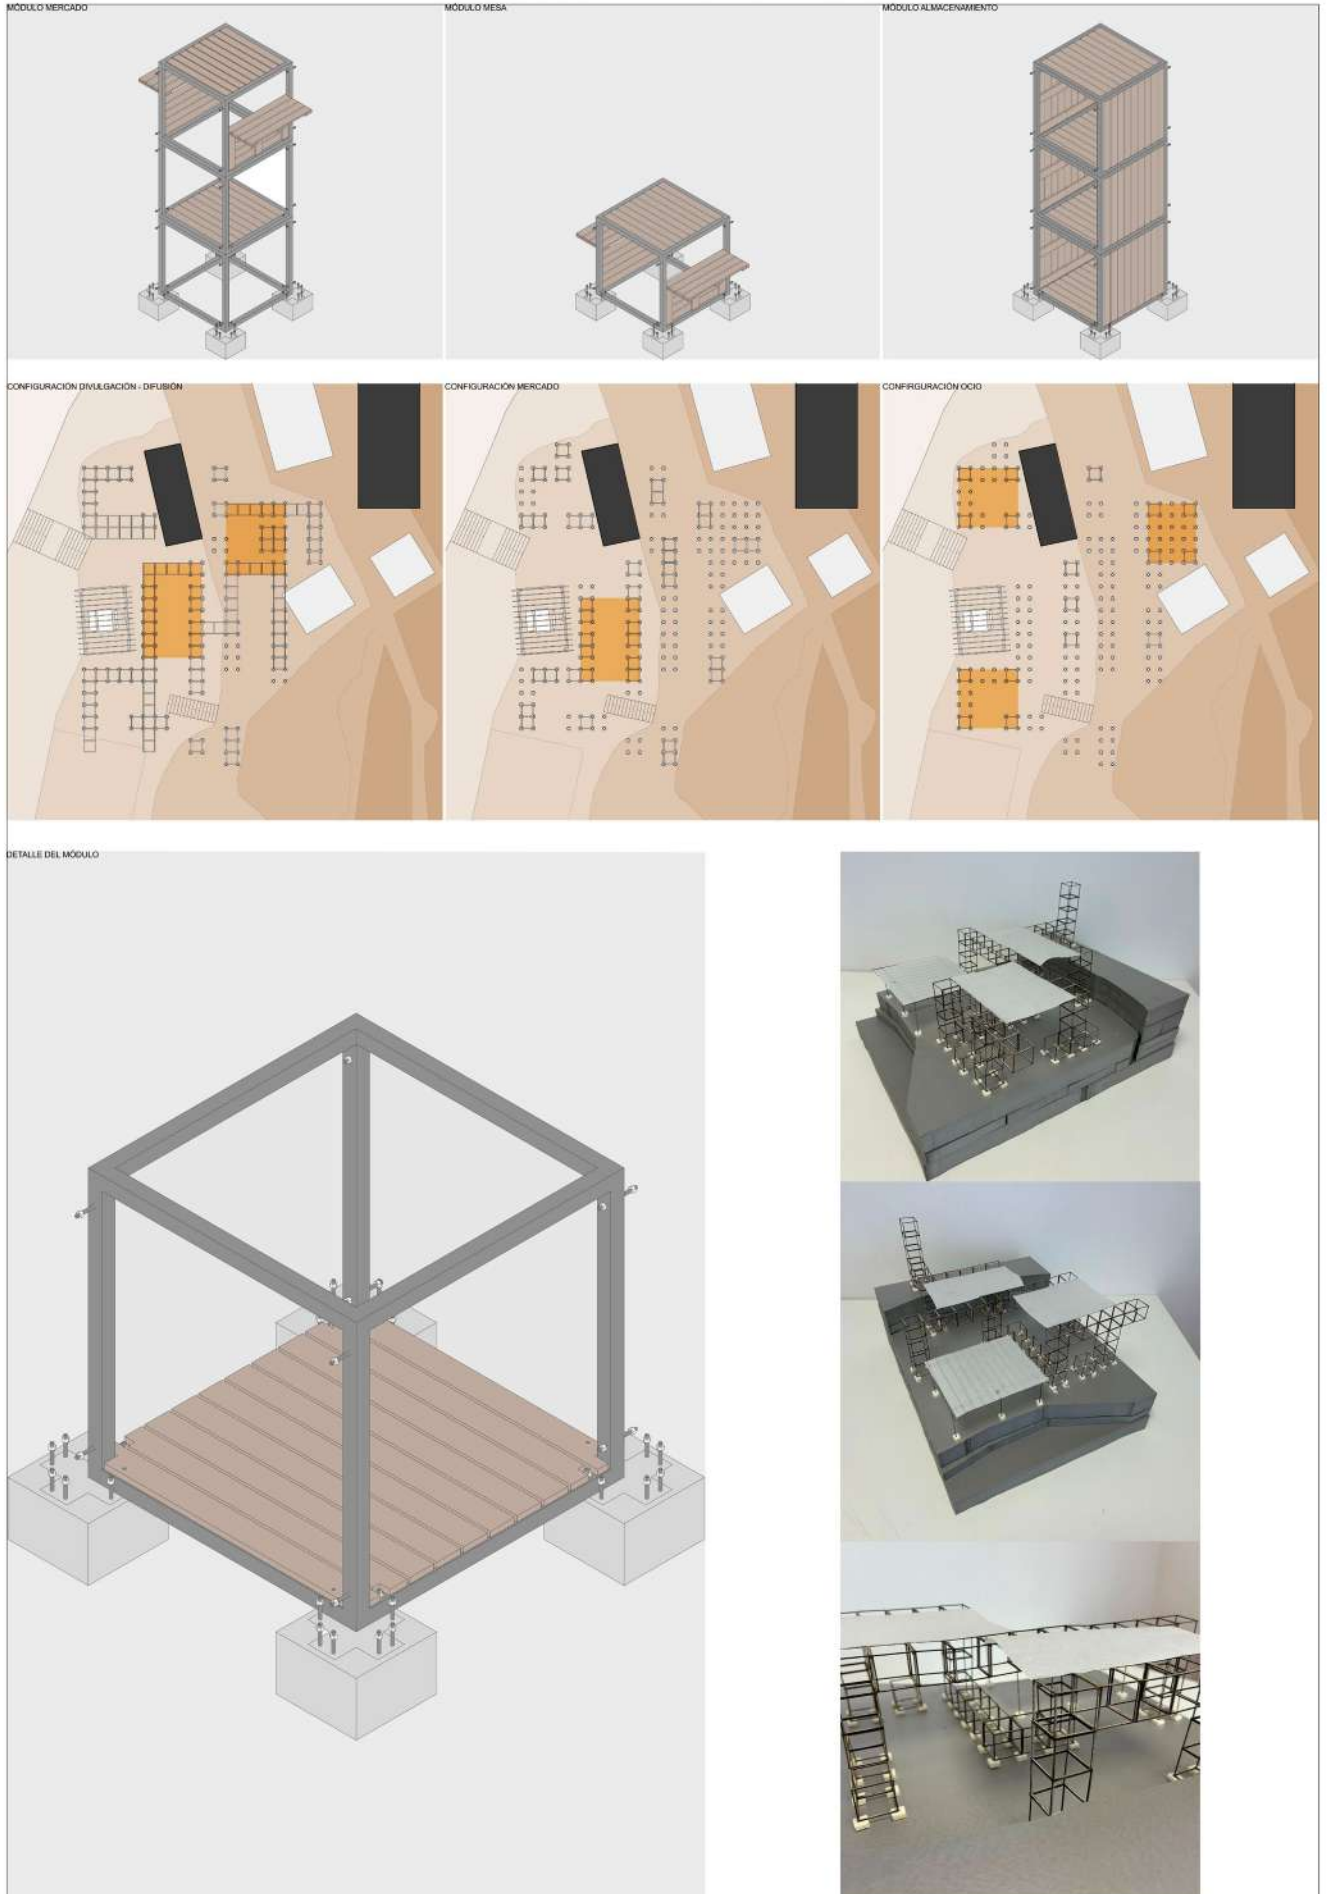 MÓDULO MERCADO
MÓDULO MESA
MÓDULO ALMACENAMIENTO
CONFIGURACIÓN DIVULGACIÓN - DIFUSIÓN
CONFIGURACIÓN MERCADO
CONFIRGURACIÓN OCIO
DETALLE DEL MÓDULO